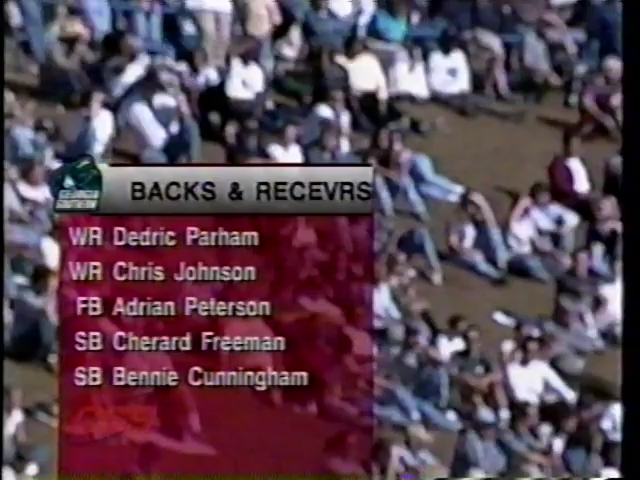 BACKS & RECEVRS
WR Dedric Parham
WR Chris Johnson
FB Adrian Peterson
SB Cherard Freeman
SB Bennie Cunningham